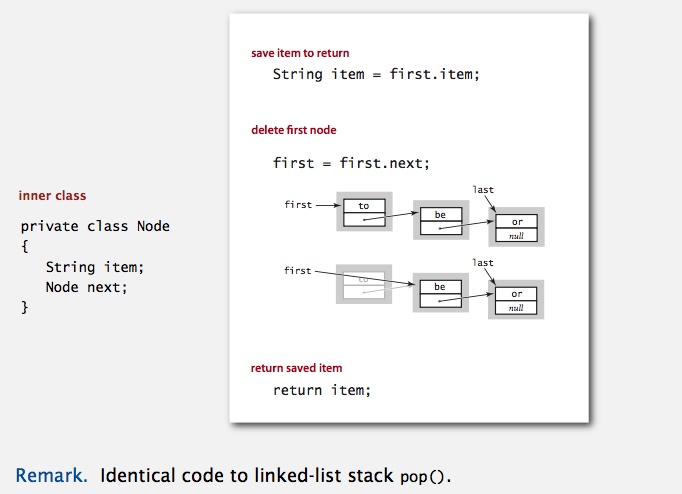 save item to return
String item = first.item;
delete first node
first = first.next;
inner class
private class Node
{
String item;
Node next;
}
first
to
be
last
or
null
first
to
be
last
or
null
return saved item
return item;
Remark. Identical code to linked-list stack pop().